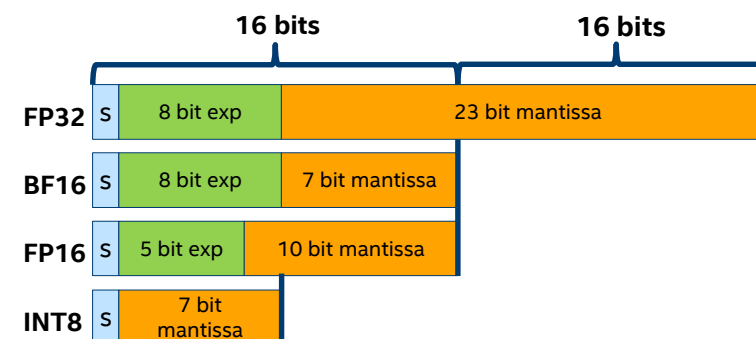 16 bits 16 bits
FP32 S 8 bit exp 23 bit mantissa
BF16 S 8 bit exp 7 bit mantissa
FP16 S 5 bit exp 10 bit mantissa
INT8 S 7 bit
mantissa